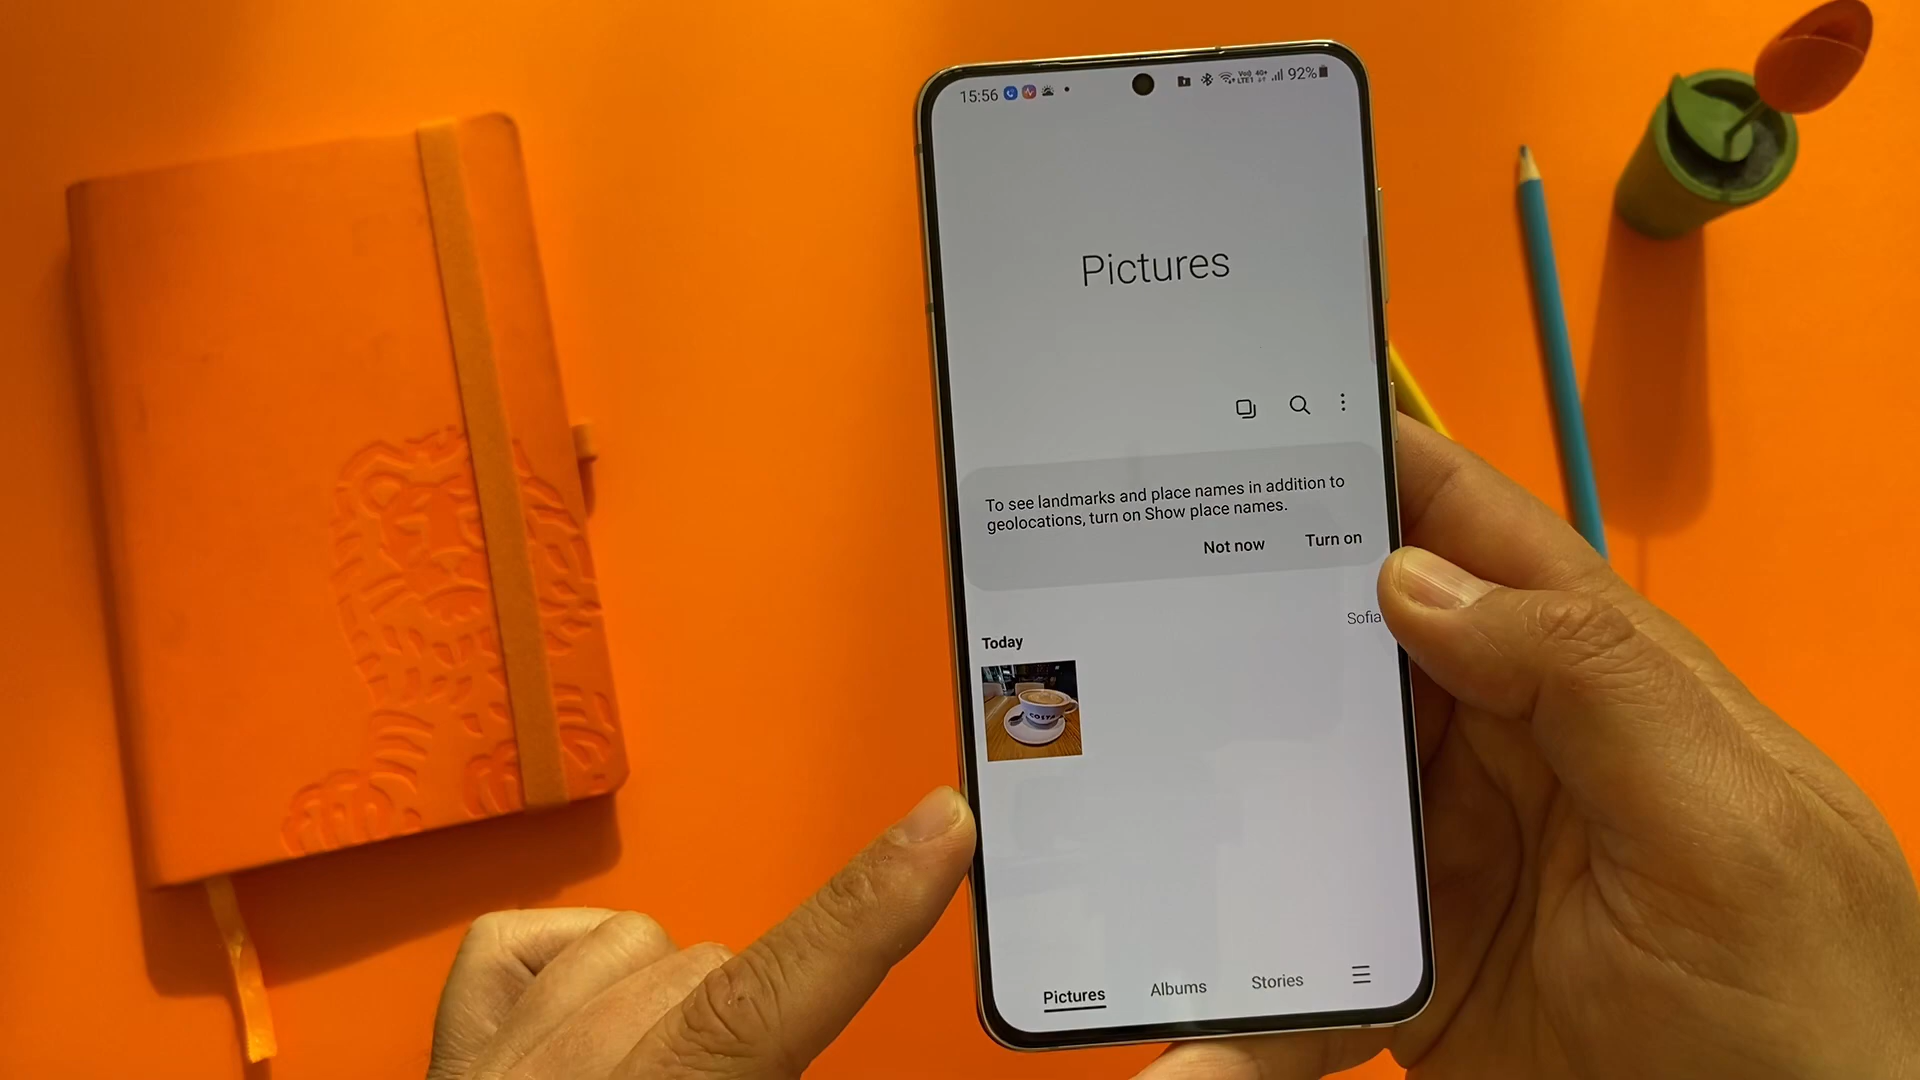 15:56
92%
Pictures
To see landmarks and place names in addition to
geolocations, turn on Show place names.
Not now Turn on
Sofia
Today
COSTA
Pictures Albums Stories